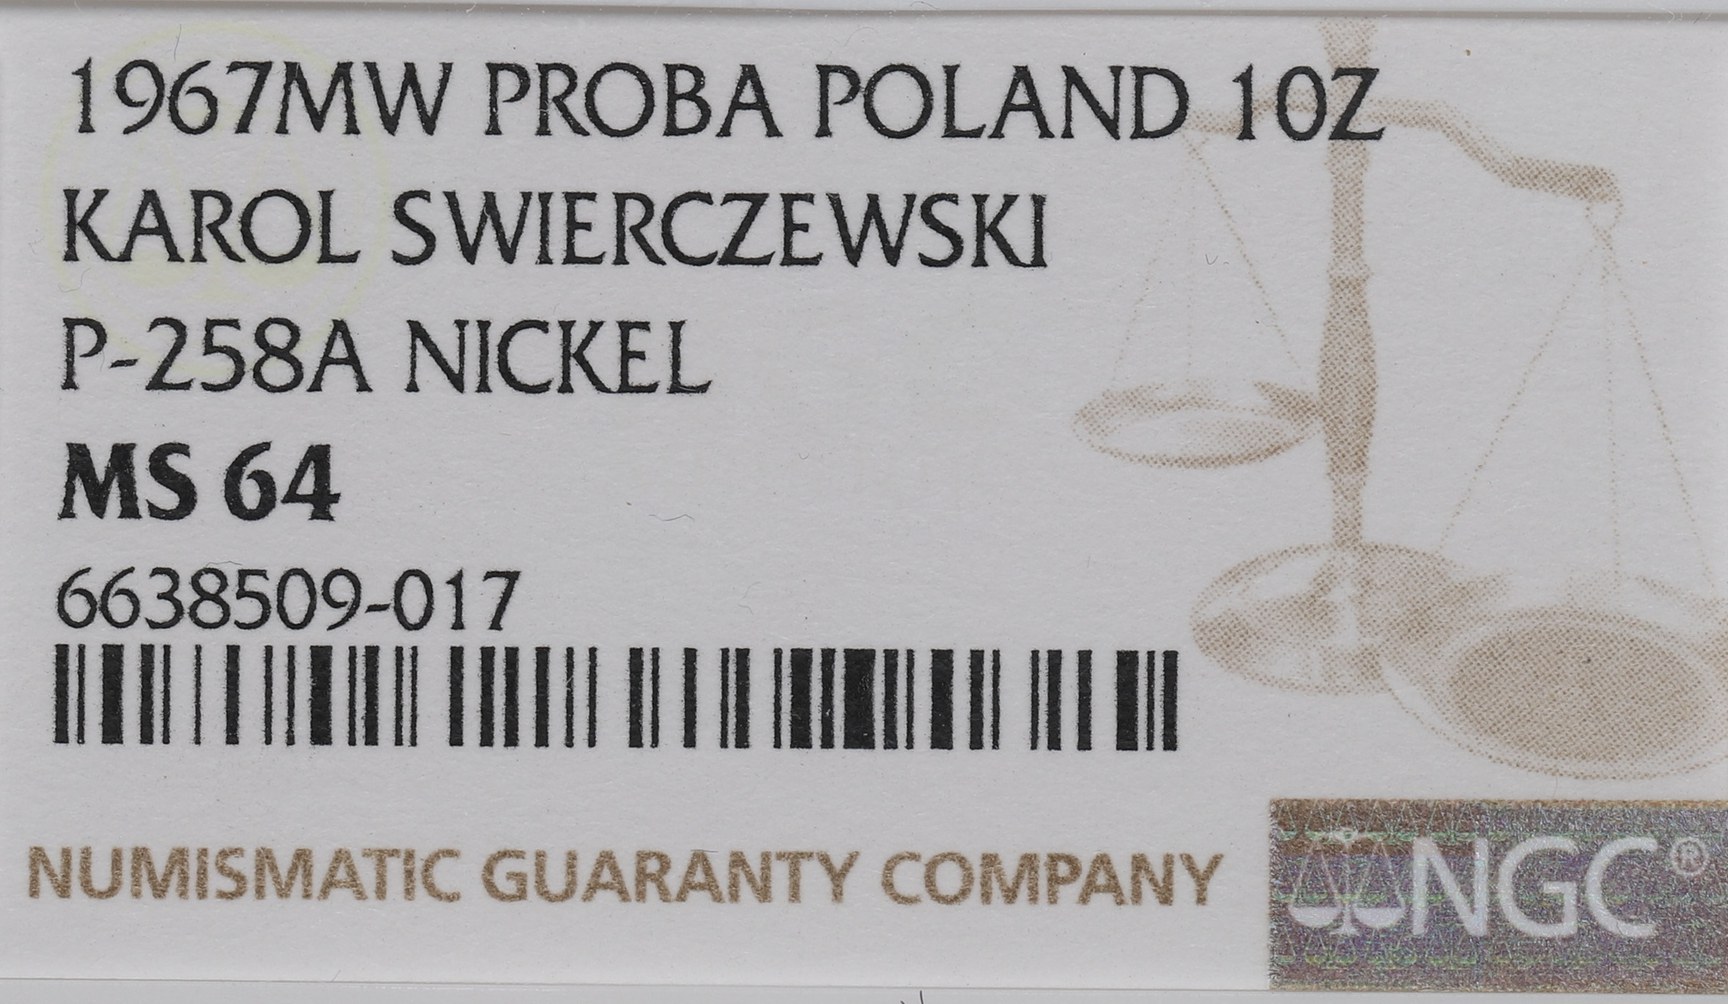 1967MW PROBA POLAND 10Z
KAROL SWIERCZEWSKI
P-258A NICKEL
MS 64
6638509-017
NUMISMATIC GUARANTY COMPANY
NGC®